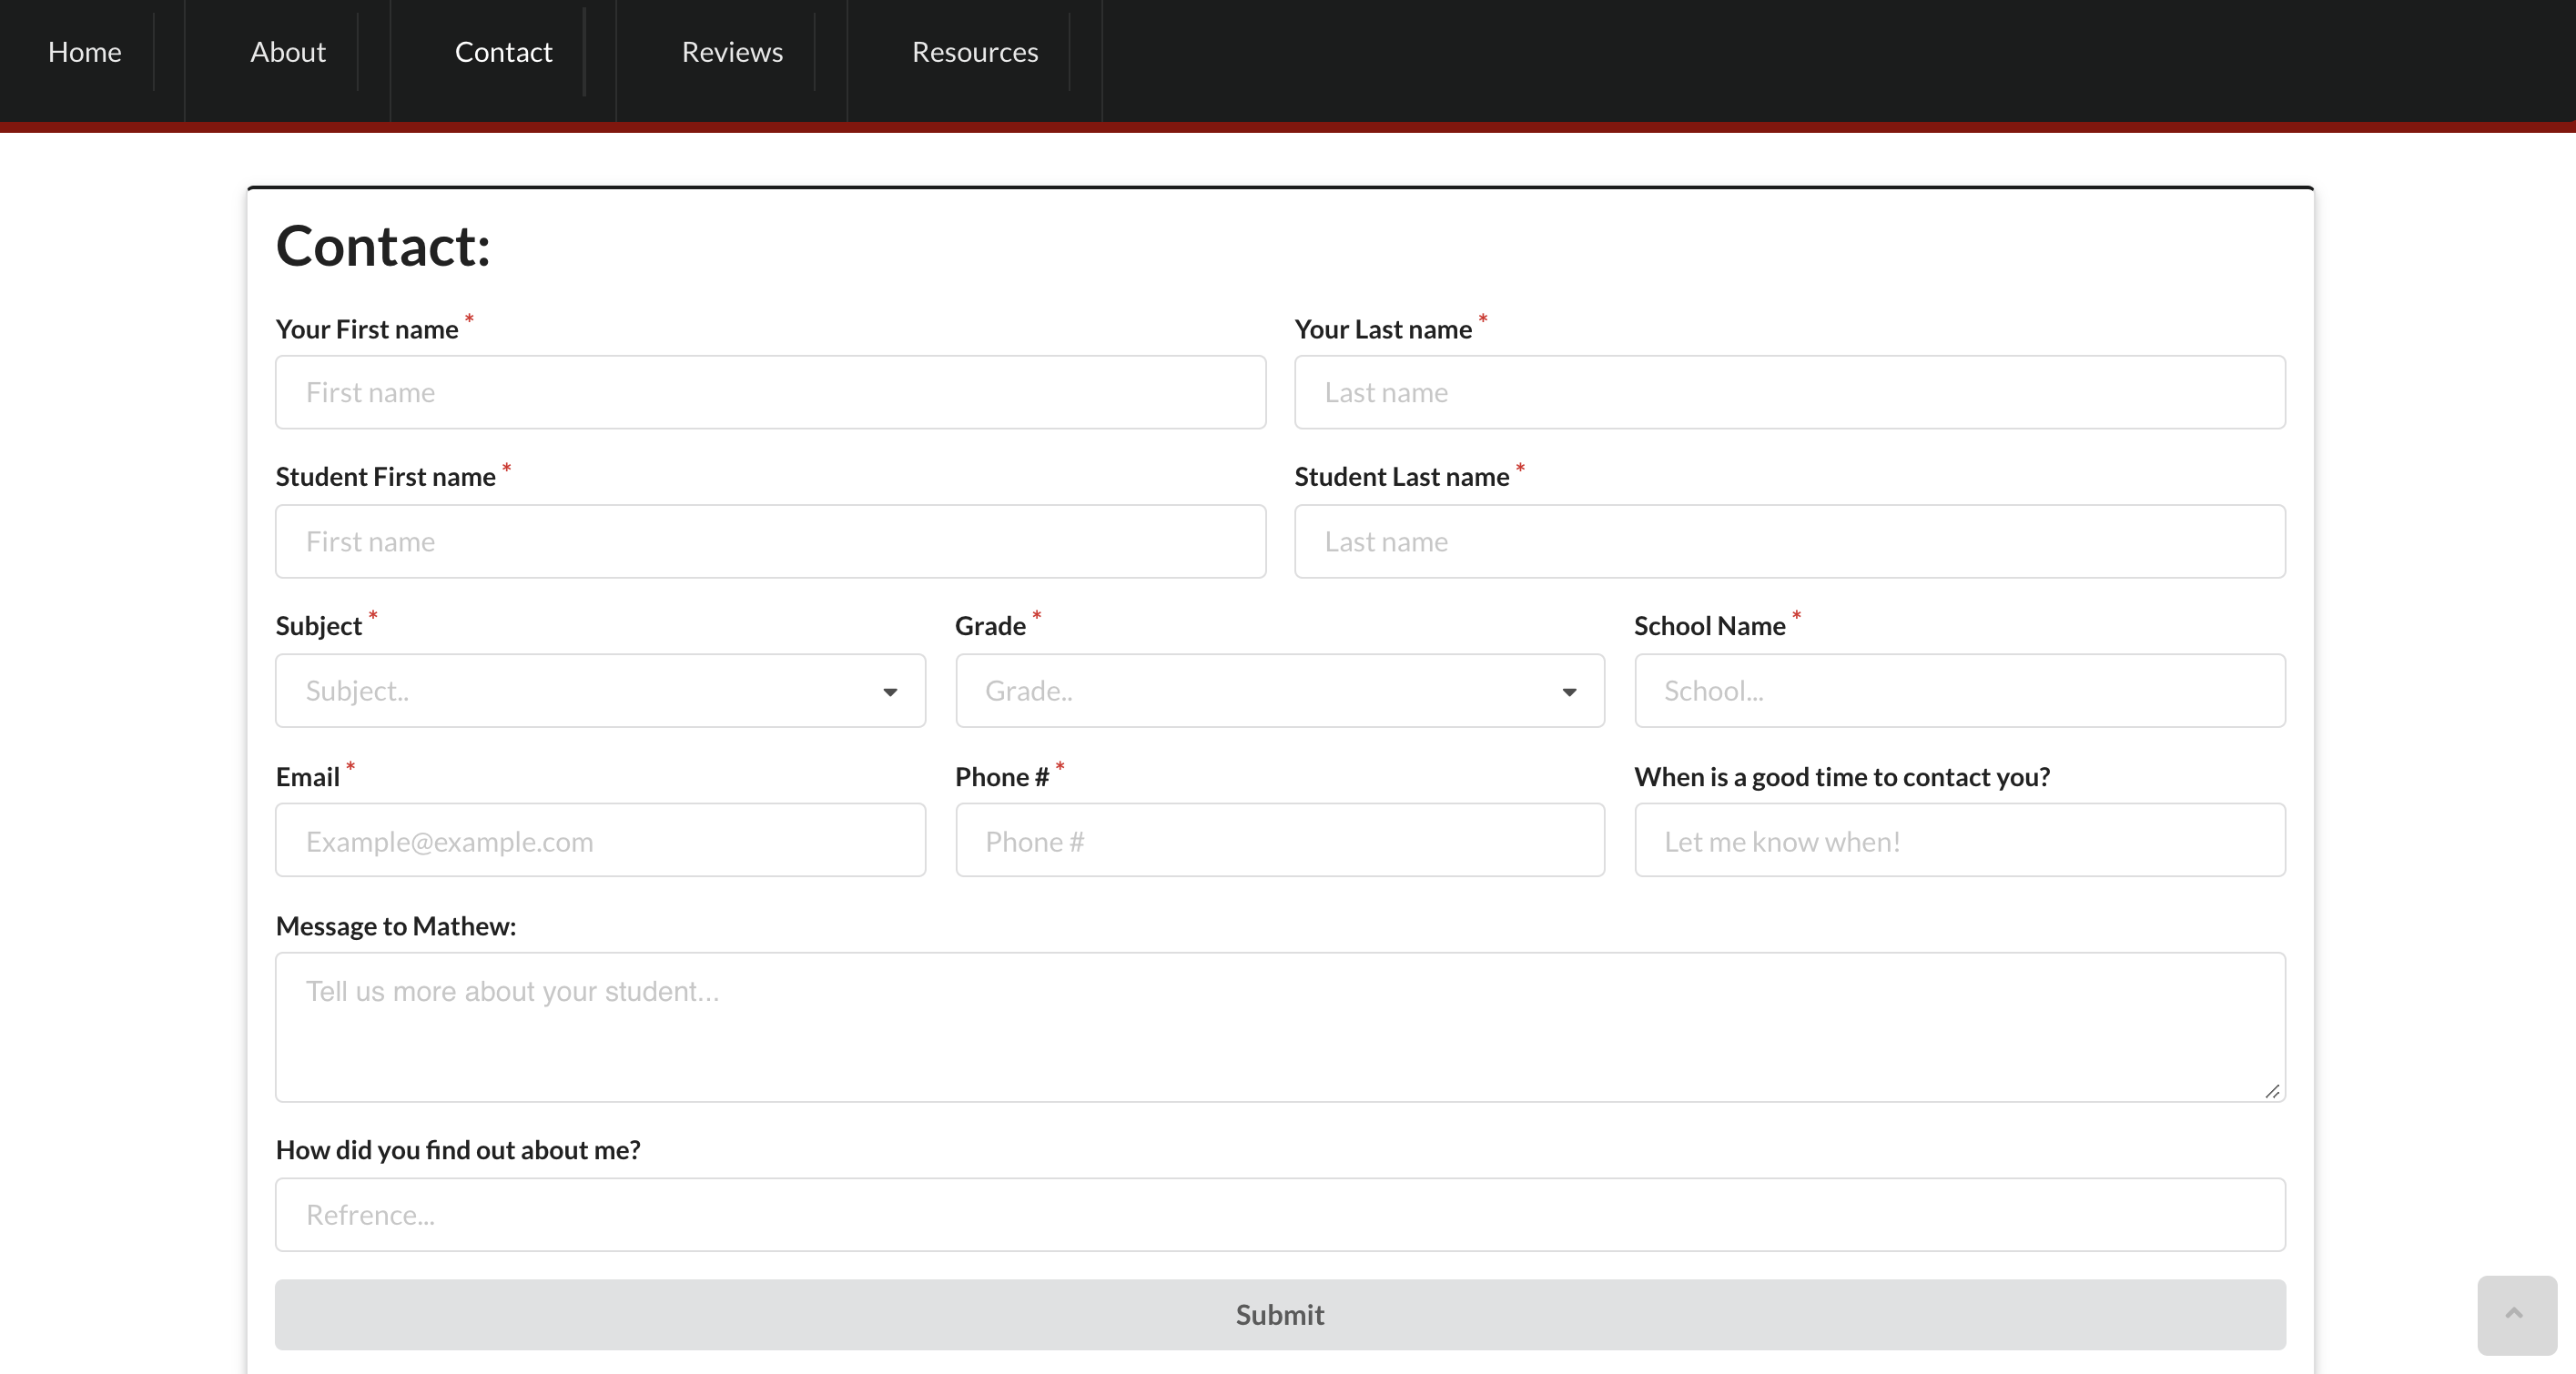 Home About Contact Reviews Resources
Contact:
Your First name * Your Last name *
First name Last name
Student First name * Student Last name *
First name Last name
Subject * Grade * School Name *
Subject.. Grade.. School...
Email * Phone # * When is a good time to contact you?
Example@example.com Phone # Let me know when!
Message to Mathew:
Tell us more about your student...
How did you find out about me?
Refrence...
Submit